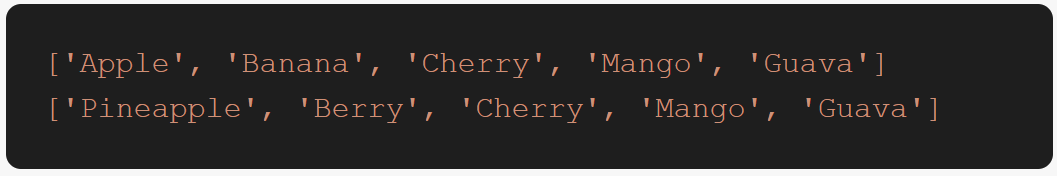 ['Apple', 'Banana', 'Cherry', 'Mango', 'Guava']
['Pineapple', 'Berry', 'Cherry', 'Mango', 'Guava']